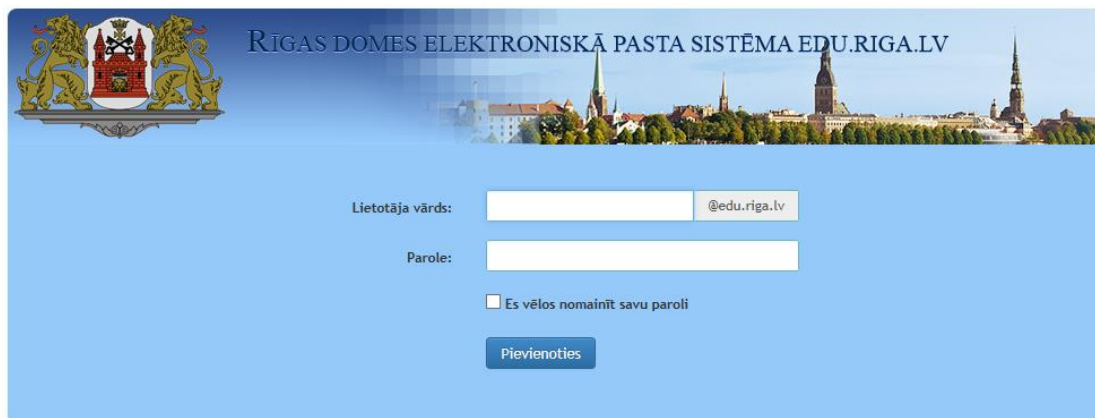 RĪGAS DOMES ELEKTRONISKĀ PASTA SISTĒMA EDU.RIGA.LV
Lietotāja vārds: @edu.riga.lv
Parole:
Es vēlos nomainīt savu paroli
Pievienoties